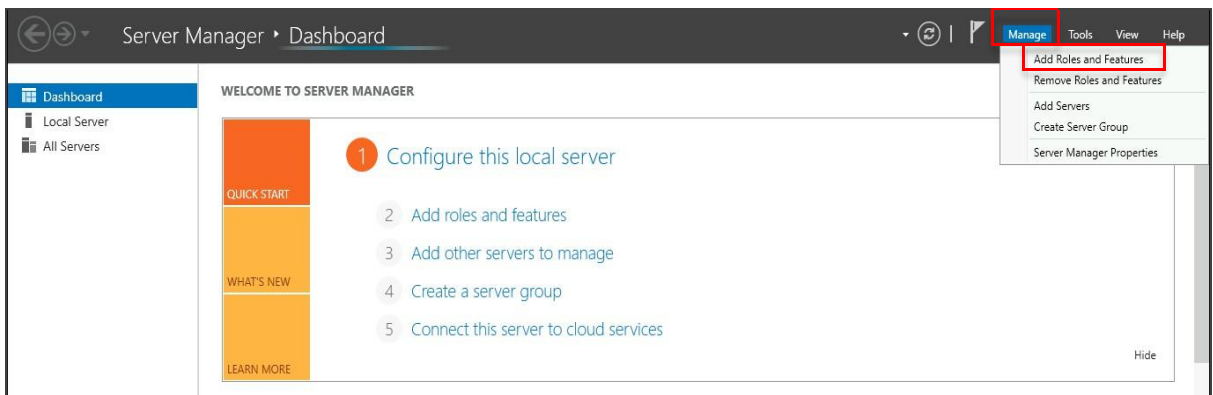 Server Manager ‣ Dashboard
Manage Tools View Help
Add Roles and Features
Remove Roles and Features
Add Servers
Create Server Group
Server Manager Properties
Dashboard
Local Server
All Servers
WELCOME TO SERVER MANAGER
QUICK START
WHAT'S NEW
LEARN MORE
1 Configure this local server
2 Add roles and features
3 Add other servers to manage
4 Create a server group
5 Connect this server to cloud services
Hide